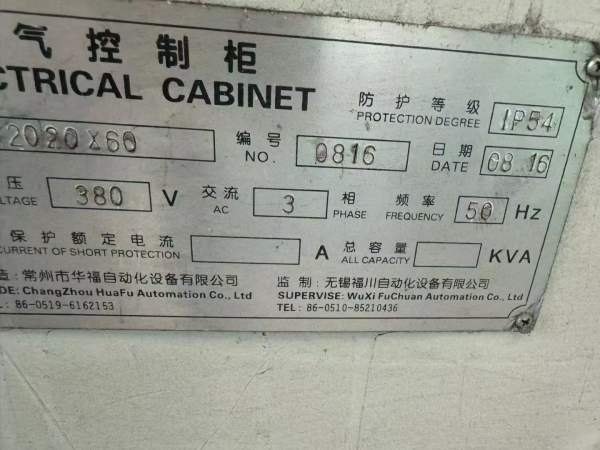 气控制柜
CTRICAL CABINET
防护等级
PROTECTION DEGREE IP54
2020X60 编号 NO. 0816 日期 DATE 08.16
压 LTAGE 380 V 交流 AC 3 相 PHASE 频率 FREQUENCY 50 Hz
保护额定电流 A 总容量 KVA
CURRENT OF SHORT PROTECTION ALL CAPACITY
造:常州市华福自动化设备有限公司 监制:无锡福川自动化设备有限公司
DE: ChangZhou HuaFu Automation Co., Ltd SUPERVISE: WuXi FuChuan Automation Co., Ltd
L: 86-0519-6162153 TEL: 86-0510-85210436